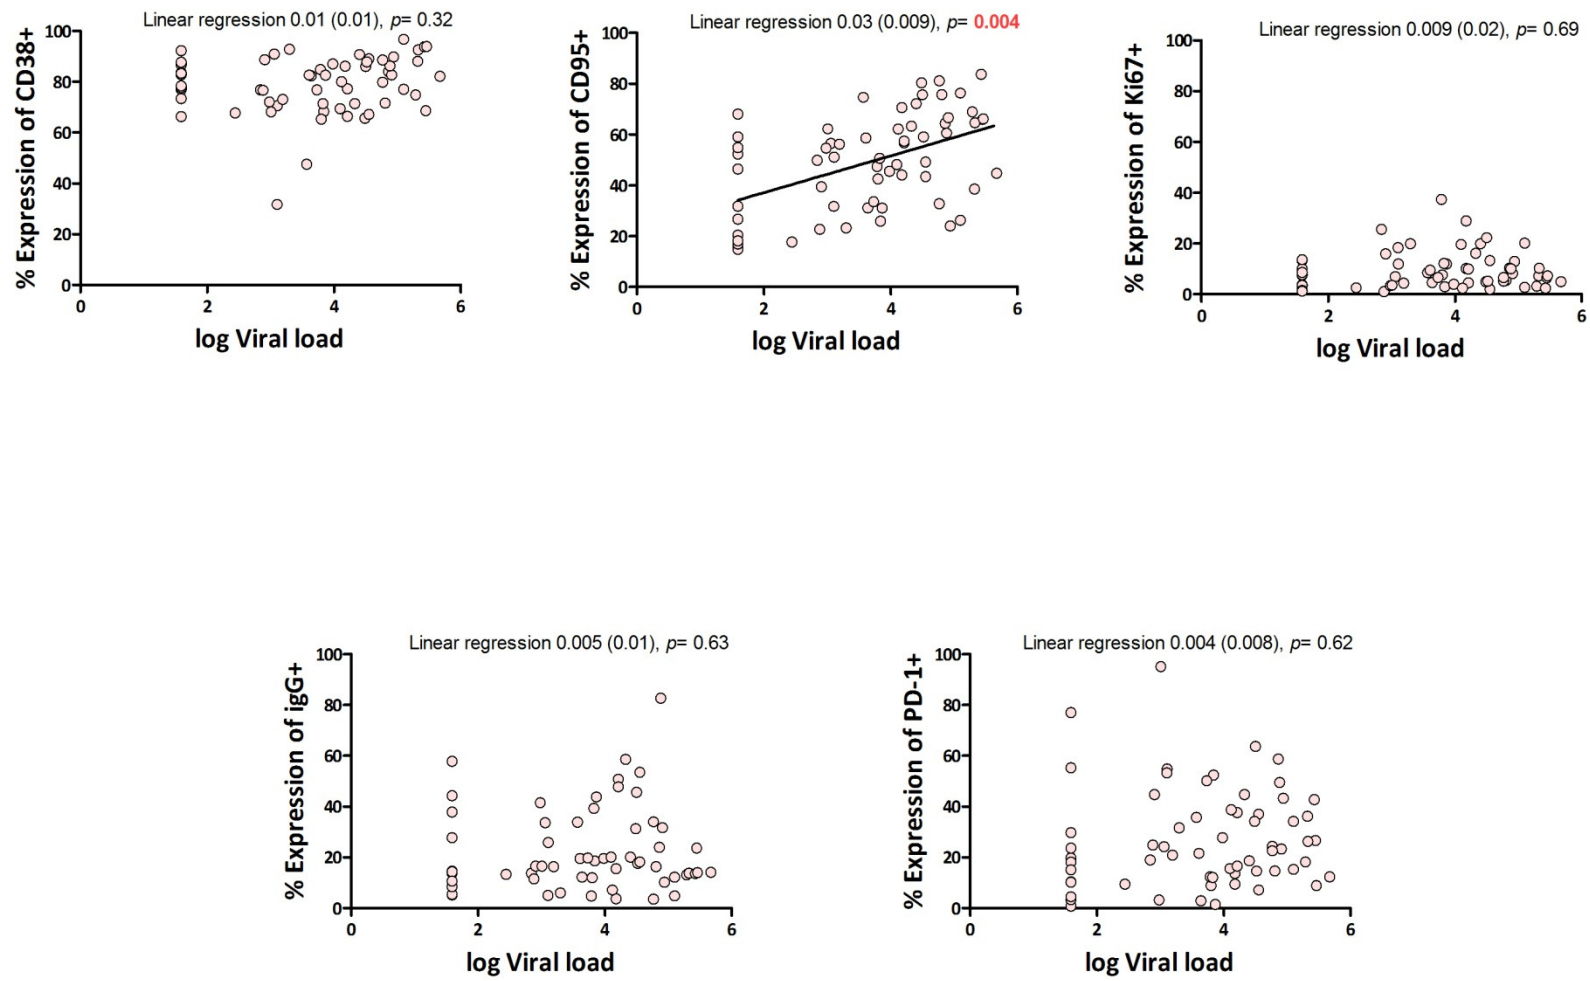 Linear regression 0.01 (0.01), p= 0.32
% Expression of CD38+
100
80
60
40
20
0
0 2 4 6
log Viral load
Linear regression 0.03 (0.009), p= 0.004
% Expression of CD95+
100
80
60
40
20
0
0 2 4 6
log Viral load
Linear regression 0.009 (0.02), p= 0.69
% Expression of Ki67+
100
80
60
40
20
0
0 2 4 6
log Viral load
Linear regression 0.005 (0.01), p= 0.63
% Expression of igG+
100
80
60
40
20
0
0 2 4 6
log Viral load
Linear regression 0.004 (0.008), p= 0.62
% Expression of PD-1+
100
80
60
40
20
0
0 2 4 6
log Viral load